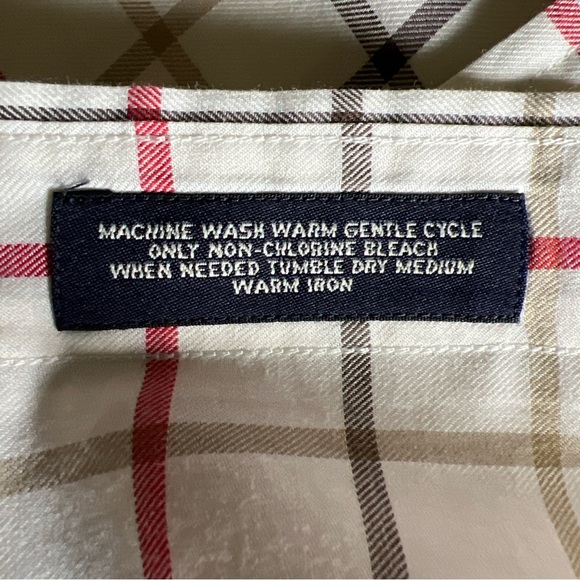 MACHINE WASH WARM GENTLE CYCLE
ONLY NON-CHLORINE BLEACH
WHEN NEEDED TUMBLE DRY MEDIUM
WARM IRON